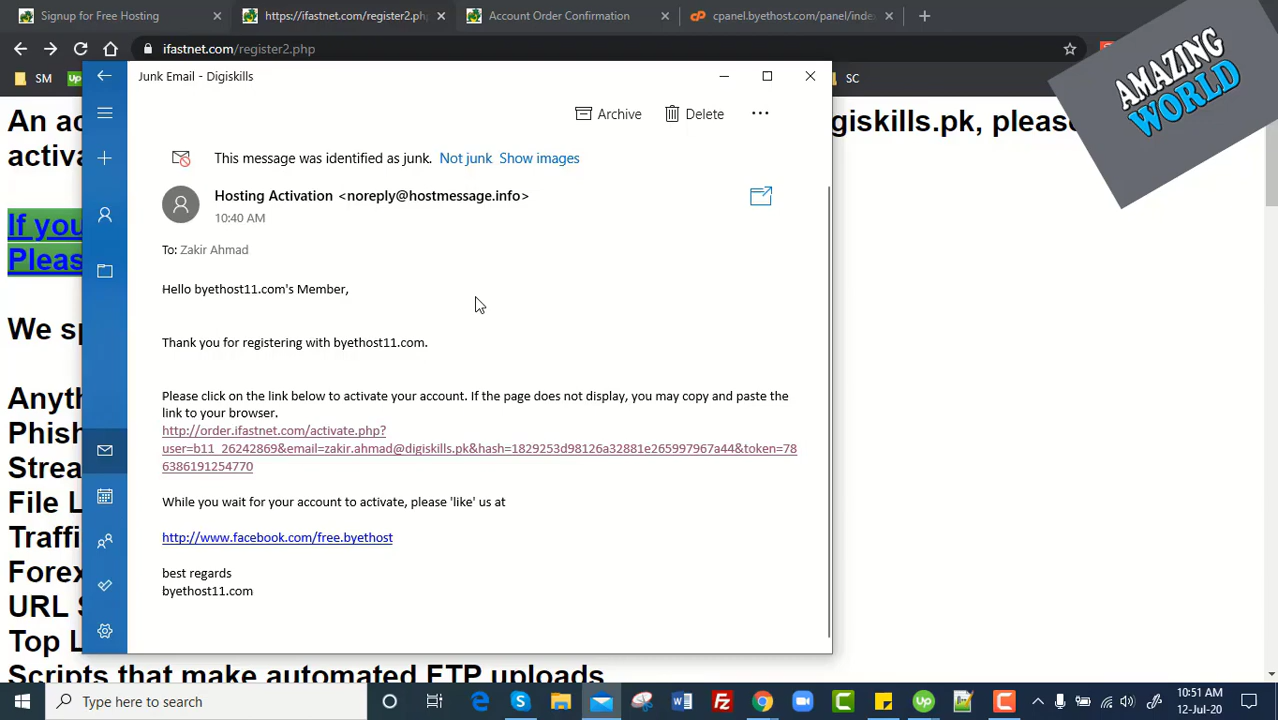 Signup for Free Hosting
https://ifastnet.com/register2.php
Account Order Confirmation
cpanel.byethost.com/panel/inde
ifastnet.com/register2.php
SM
SC
AMAZING
WORLD
Junk Email - Digiskills
Archive
Delete
This message was identified as junk. Not junk Show images
Hosting Activation <noreply@hostmessage.info>
10:40 AM
To: Zakir Ahmad
Hello byethost11.com's Member,
Thank you for registering with byethost11.com.
Please click on the link below to activate your account. If the page does not display, you may copy and paste the
link to your browser.
http://order.ifastnet.com/activate.php?
user=b11_26242869&email=zakir.ahmad@digiskills.pk&hash=1829253d98126a32881e265997967a44&token=78
6386191254770
While you wait for your account to activate, please 'like' us at
http://www.facebook.com/free.byethost
best regards
byethost11.com
An ac
giskills.pk, please
activa
If you
Pleas
We sp
Anyth
Phish
Strea
File L
Traffi
Forex
URL S
Top L
Scripts that make automated FTP uploads
Type here to search
10:51 AM
12-Jul-20